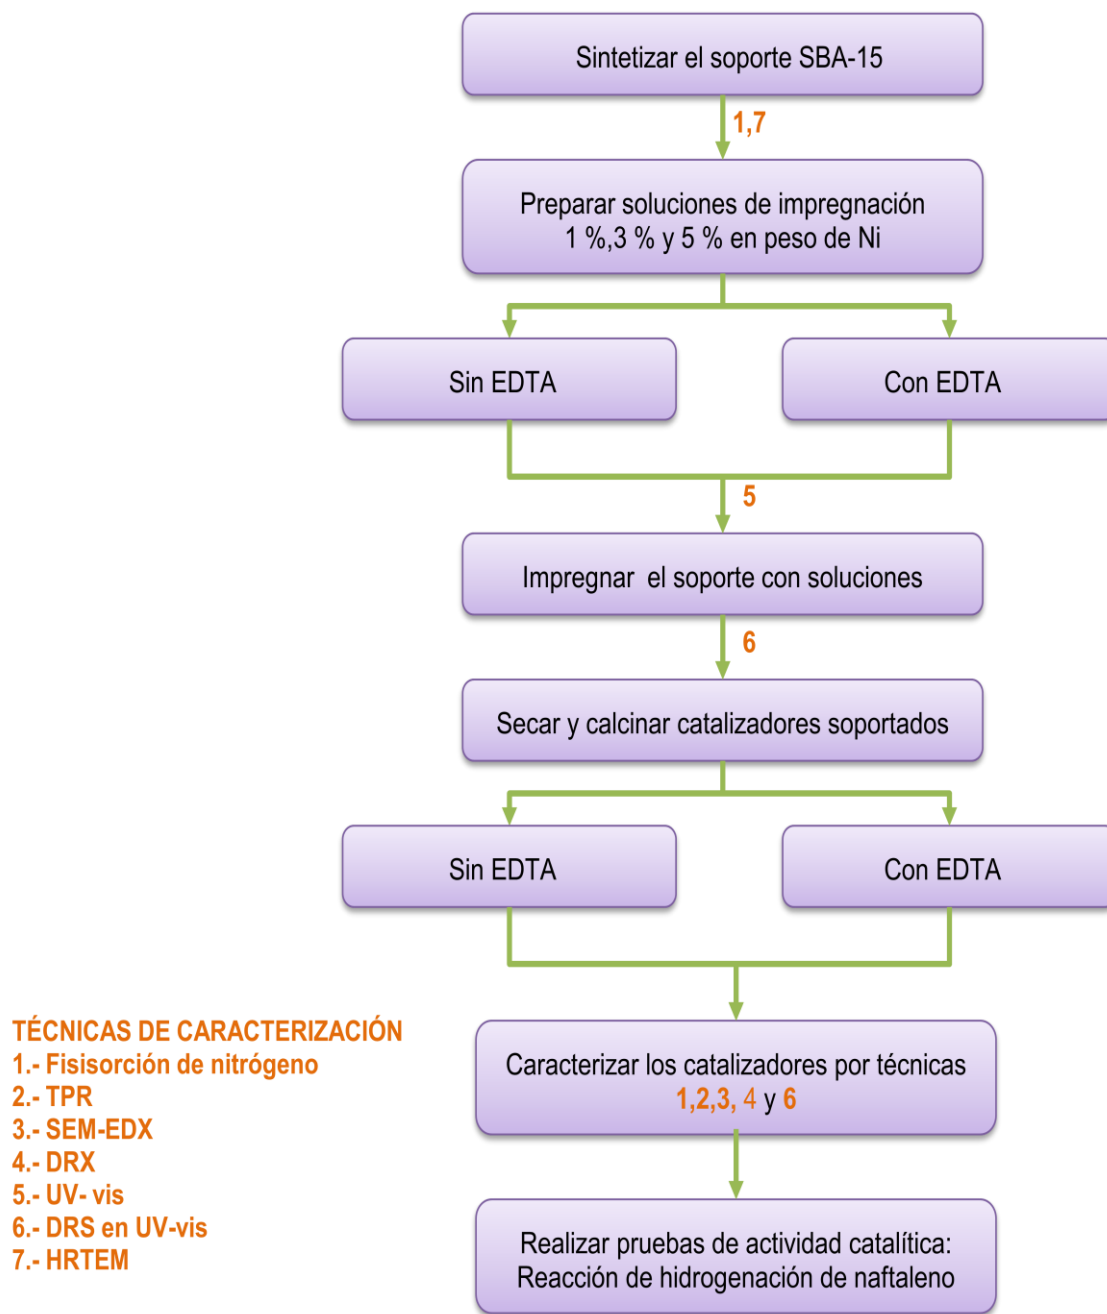 Sintetizar el soporte SBA-15
1,7
Preparar soluciones de impregnación
1 %,3 % y 5 % en peso de Ni
Sin EDTA
Con EDTA
5
Impregnar el soporte con soluciones
6
Secar y calcinar catalizadores soportados
Sin EDTA
Con EDTA
Caracterizar los catalizadores por técnicas
1,2,3, 4 y 6
Realizar pruebas de actividad catalítica:
Reacción de hidrogenación de naftaleno
TÉCNICAS DE CARACTERIZACIÓN
1.- Fisisorción de nitrógeno
2.- TPR
3.- SEM-EDX
4.- DRX
5.- UV- vis
6.- DRS en UV-vis
7.- HRTEM